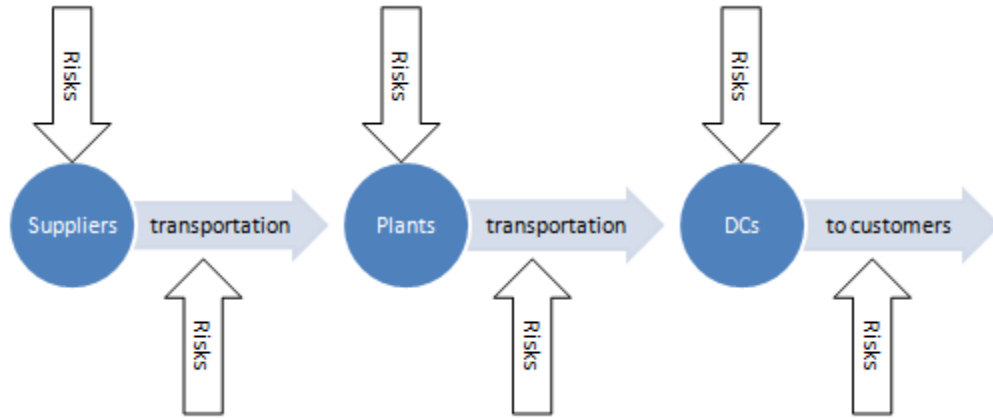 Risks
Risks
Risks
Suppliers
transportation
Plants
transportation
DCs
to customers
Risks
Risks
Risks